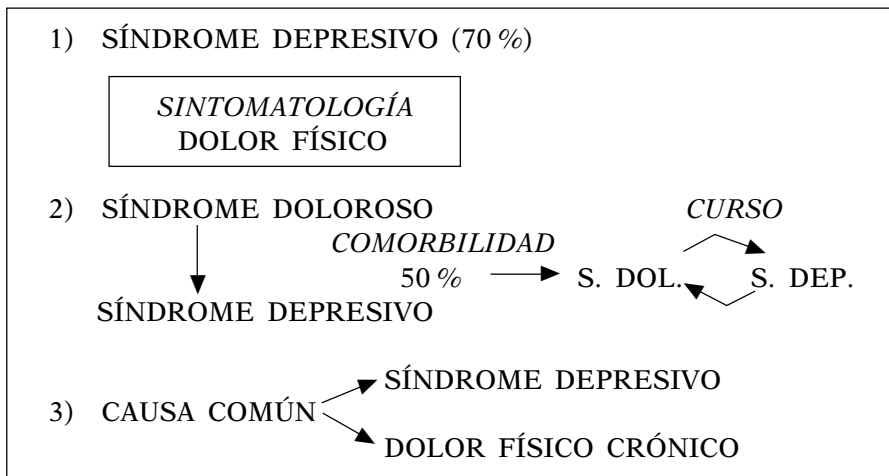 1) SÍNDROME DEPRESIVO (70 %)
SINTOMATOLOGÍA
DOLOR FÍSICO
2) SÍNDROME DOLOROSO
CURSO
COMORBILIDAD
50 %
S. DOL.
S. DEP.
SÍNDROME DEPRESIVO
SÍNDROME DEPRESIVO
3) CAUSA COMÚN
DOLOR FÍSICO CRÓNICO